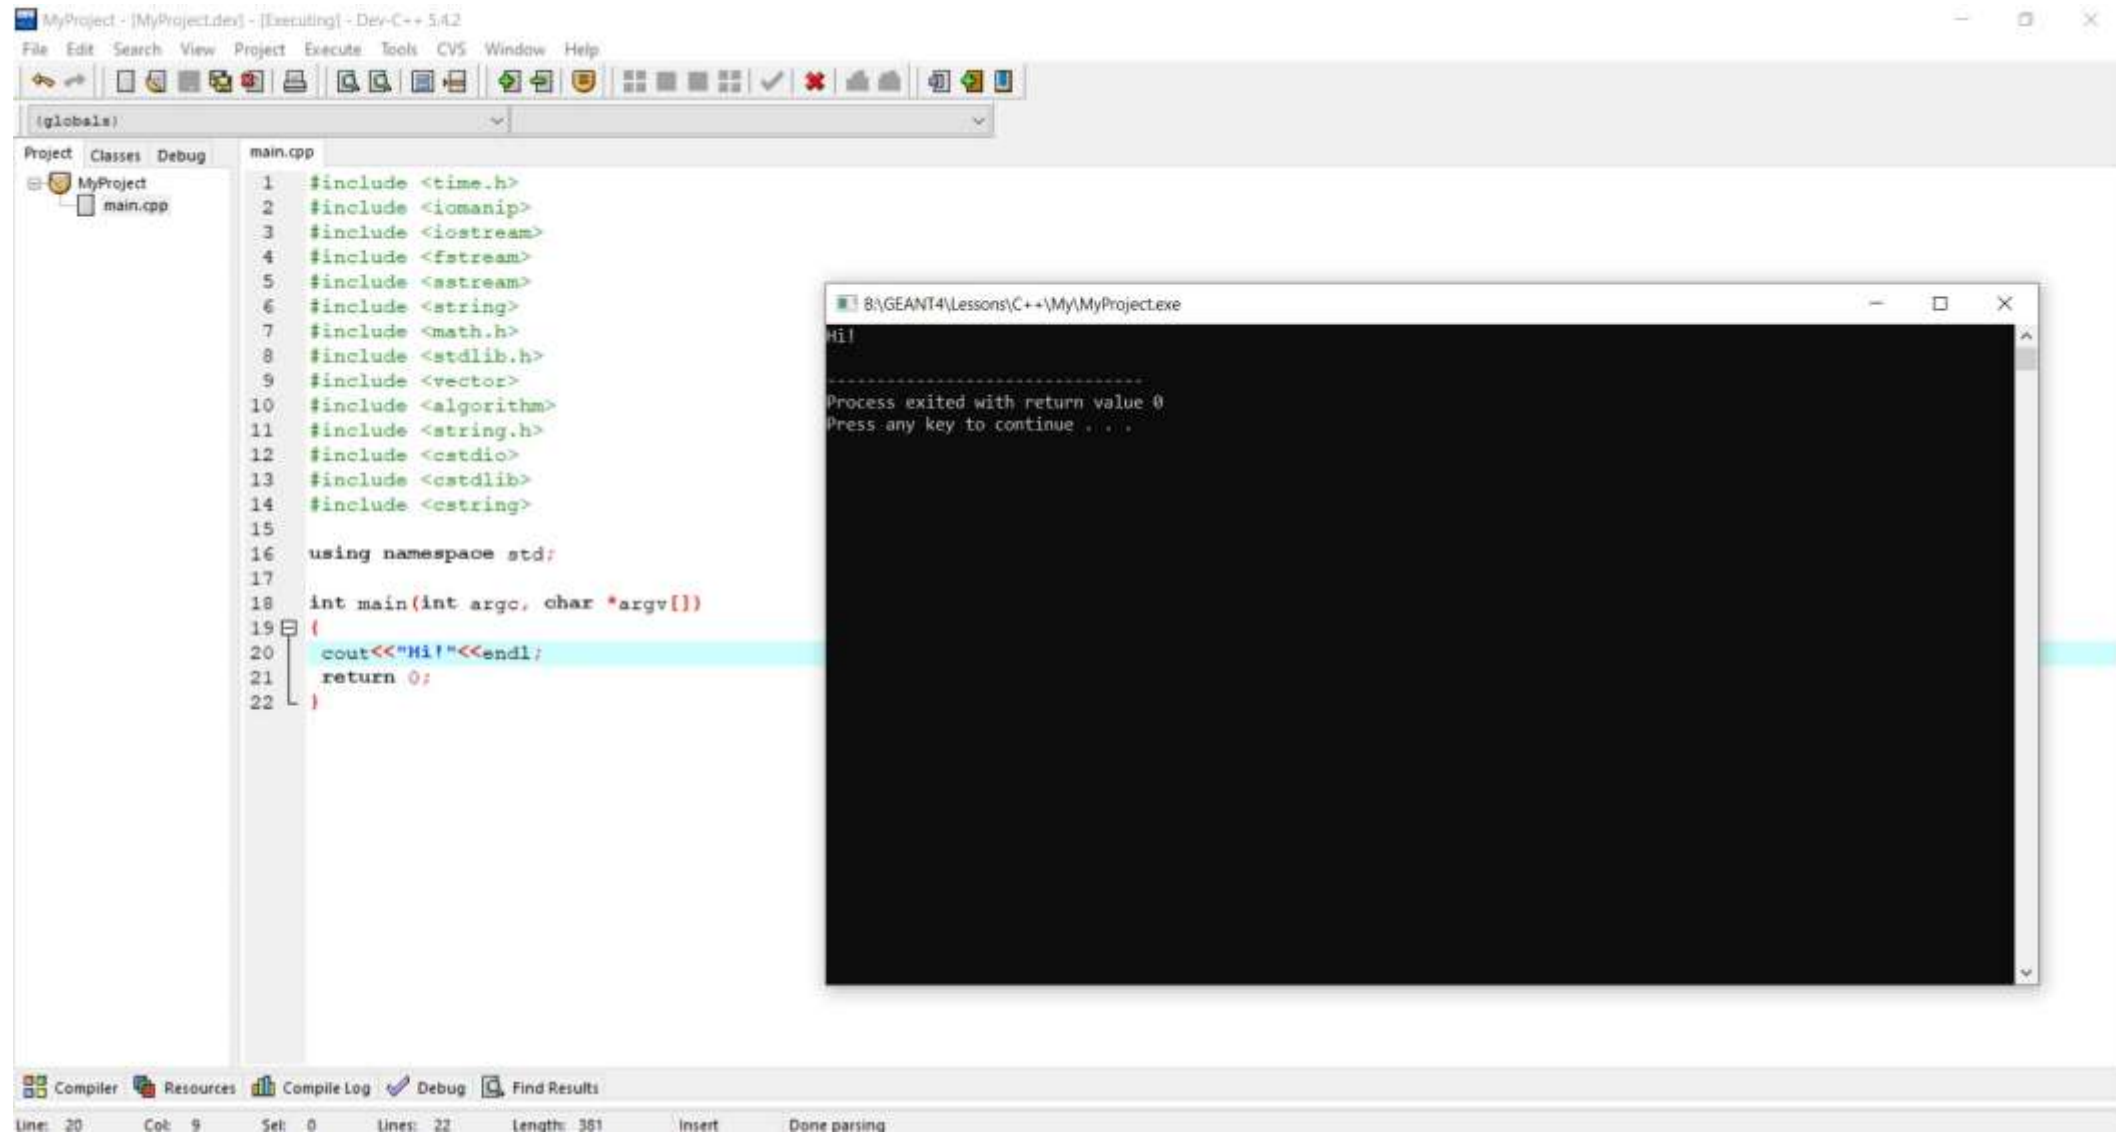 MyProject - [MyProject.dev] - [Executing] - Dev-C++ 5.4.2
File Edit Search View Project Execute Tools CVS Window Help
(globals)
Project Classes Debug
main.cpp
MyProject
main.cpp
1 #include <time.h>
2 #include <iomanip>
3 #include <iostream>
4 #include <fstream>
5 #include <sstream>
6 #include <string>
7 #include <math.h>
8 #include <stdlib.h>
9 #include <vector>
10 #include <algorithm>
11 #include <string.h>
12 #include <cstdio>
13 #include <cstdlib>
14 #include <cstring>
15
16 using namespace std;
17
18 int main(int argc, char *argv[])
19 {
20 cout<<"Hi!"<<endl;
21 return 0;
22 }
B:\GEANT4\Lessons\C++\My\MyProject.exe
Hi!
--------------------------------
Process exited with return value 0
Press any key to continue . . .
Compiler Resources Compile Log Debug Find Results
Line: 20 Col: 9 Sel: 0 Lines: 22 Length: 381 Insert Done parsing